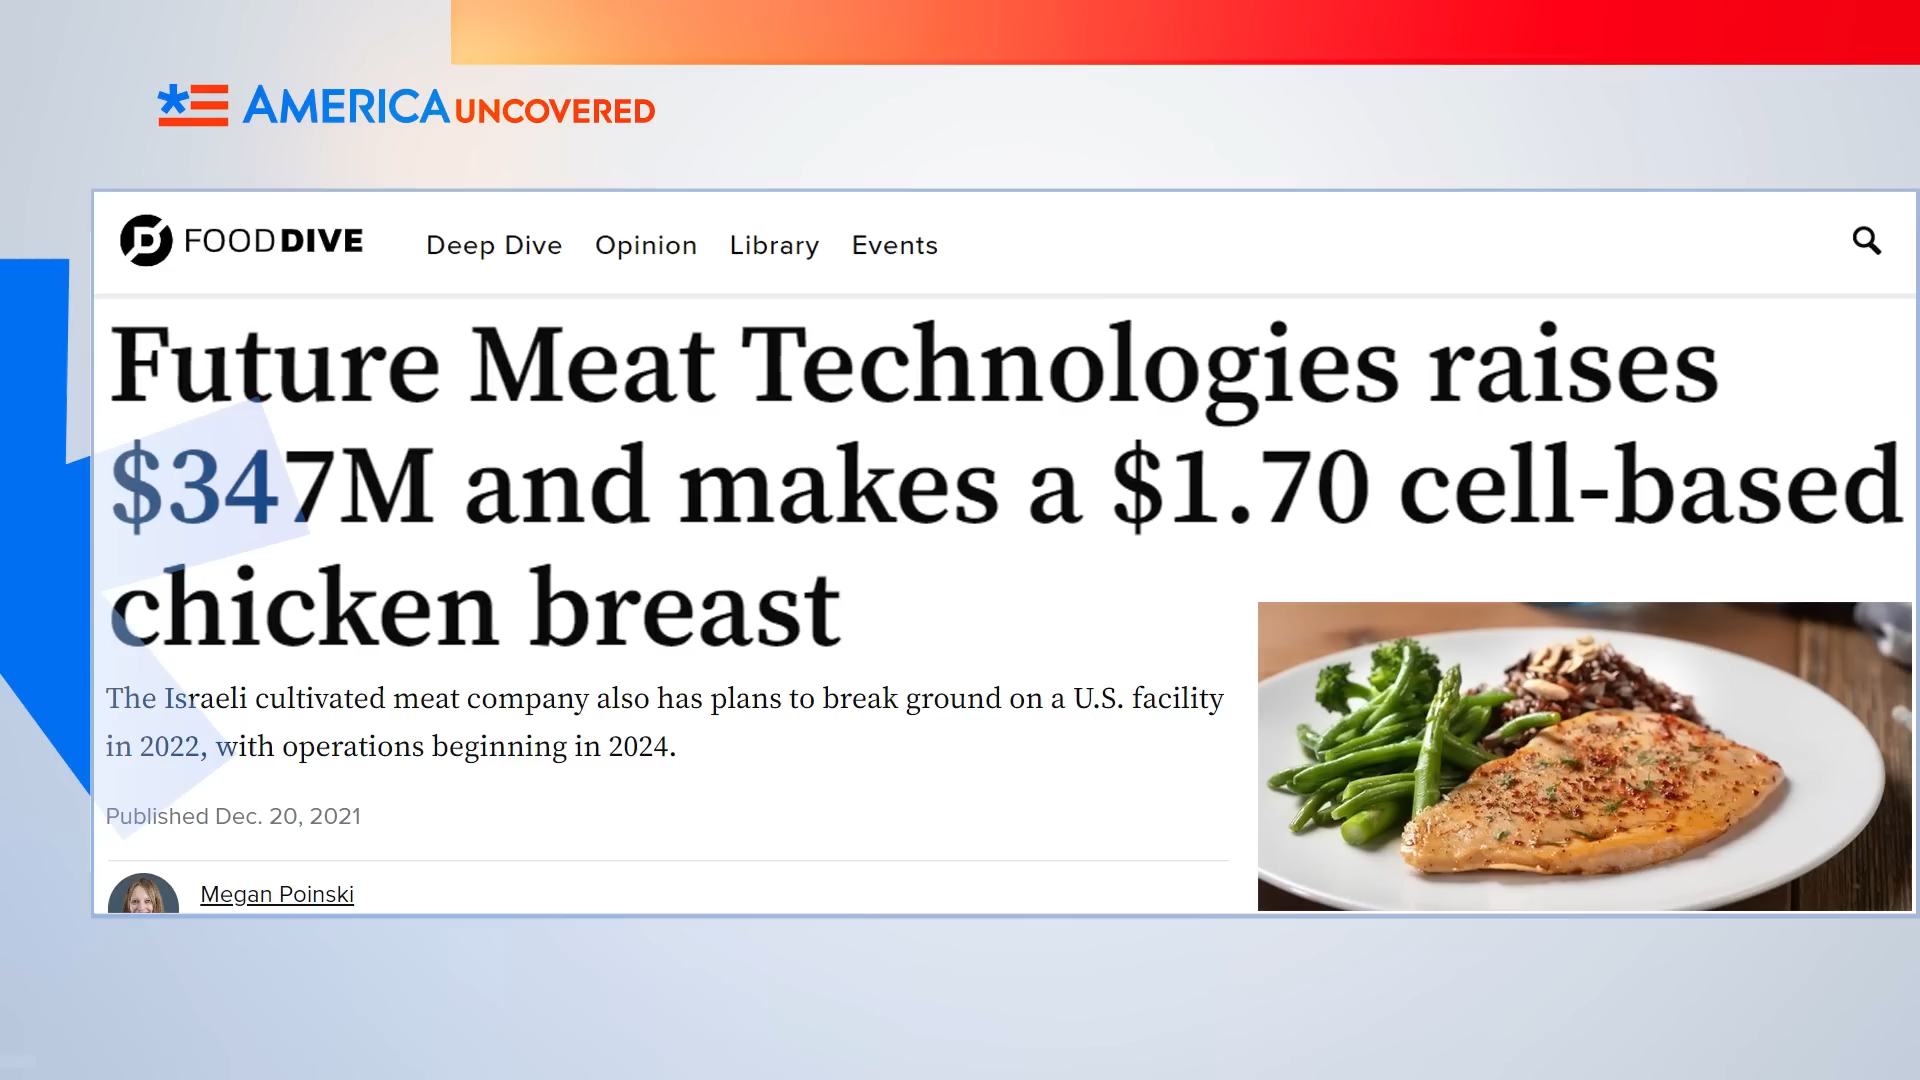 AMERICA UNCOVERED
FOODDIVE Deep Dive Opinion Library Events
Future Meat Technologies raises
$347M and makes a $1.70 cell-based
chicken breast
The Israeli cultivated meat company also has plans to break ground on a U.S. facility
in 2022, with operations beginning in 2024.
Published Dec. 20, 2021
Megan Poinski